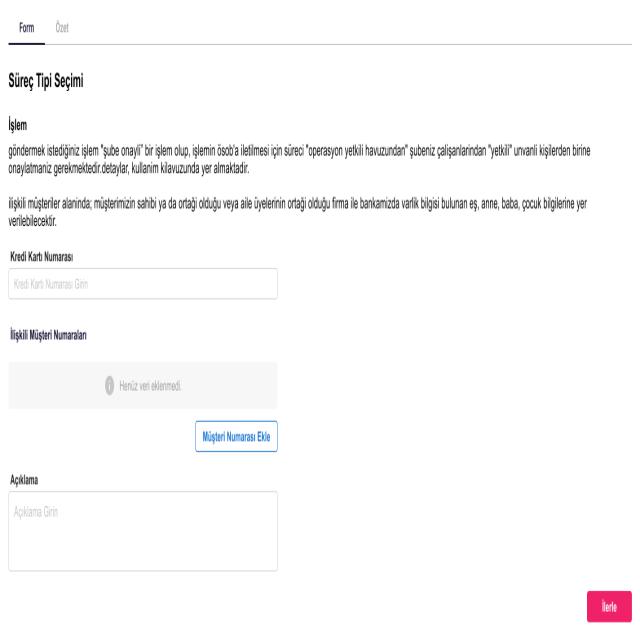 Form
Özet
Süreç Tipi Seçimi
İşlem
göndermek istediğiniz işlem "şube onayli" bir işlem olup, işlemin ösob'a iletilmesi için süreci "operasyon yetkili havuzundan" şubeniz çalışanlarından "yetkili" unvanli kişilerden birine
onaylatmaniz gerekmektedir.detaylar, kullanim kilavuzunda yer almaktadir.
ilişkili müşteriler alaninda; müşterimizin sahibi ya da ortaği olduğu veya aile üyelerinin ortaği olduğu firma ile bankamizda varlik bilgisi bulunan eş, anne, baba, çocuk bilgilerine yer
verilebilecektir.
Kredi Kartı Numarası
Kredi Kartı Numarası Girin
İlişkili Müşteri Numaraları
Henüz veri eklenmedi.
Müşteri Numarası Ekle
Açıklama
Açıklama Girin
İlerle